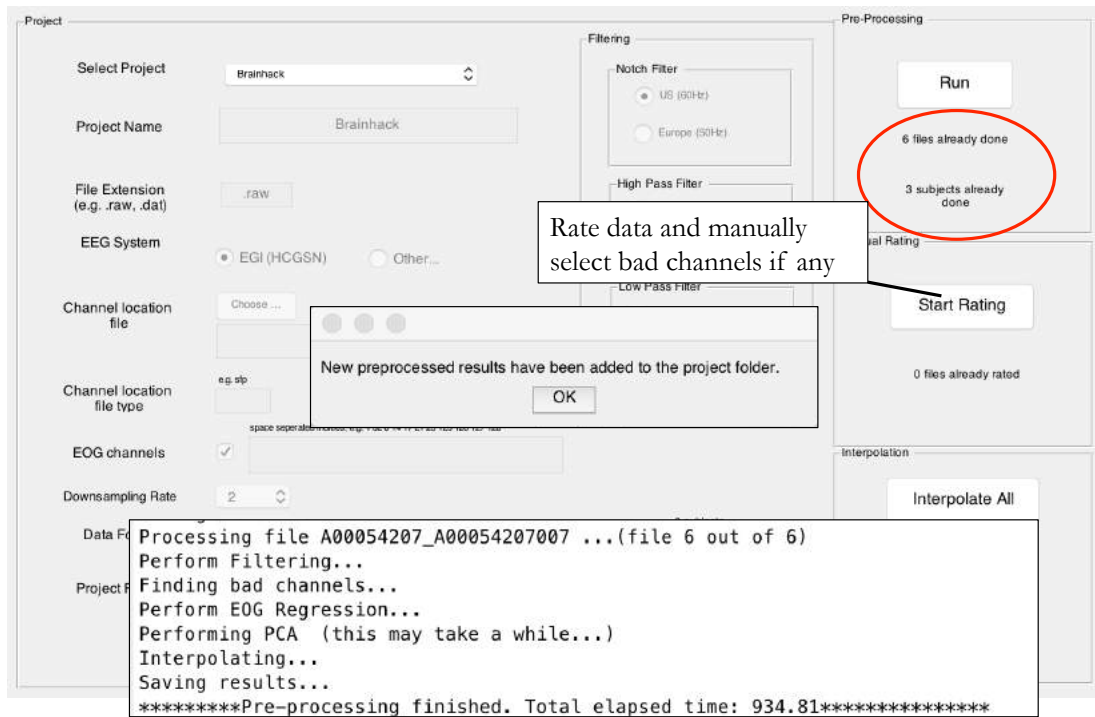 Project
Select Project
Brainhack
Project Name
Brainhack
File Extension
(e.g. .raw, .dat)
.raw
EEG System
EGI (HCGSN)
Other...
Channel location
file
Choose ...
Channel location
file type
e.g. sfp
EOG channels
Downsampling Rate
2
Data Fo
Project F
Filtering
Notch Filter
US (60Hz)
Europe (50Hz)
High Pass Filter
Low Pass Filter
Pre-Processing
Run
6 files already done
3 subjects already
done
Rate data and manually
select bad channels if any
ual Rating
Start Rating
0 files already rated
New preprocessed results have been added to the project folder.
OK
Interpolation
Interpolate All
Processing file A00054207_A00054207007 ...(file 6 out of 6)
Perform Filtering...
Finding bad channels...
Perform EOG Regression...
Performing PCA (this may take a while...)
Interpolating...
Saving results...
*********Pre-processing finished. Total elapsed time: 934.81***************